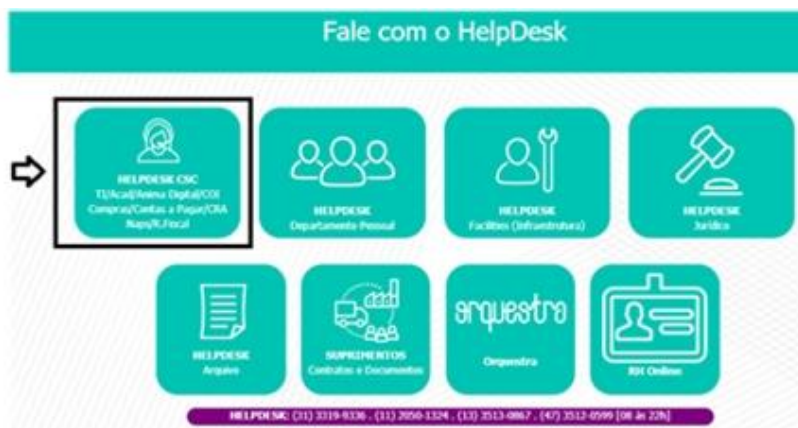 Fale com o HelpDesk
HELPDESK CSC
TI/Acad/Anima Digital/COI
Compras/Contas a Pagar/CRA
Naps/R.Fiscal
HELPDESK
Departamento Pessoal
HELPDESK
Facilities (Infraestrutura)
HELPDESK
Jurídico
HELPDESK
Arquivo
SUPRIMENTOS
Contratos e Documentos
orquestra
Orquestra
RH Online
HELPDESK: (31) 3319-9336 . (11) 2050-1324 . (13) 3513-0867 . (47) 3512-0599 [08 às 22h]